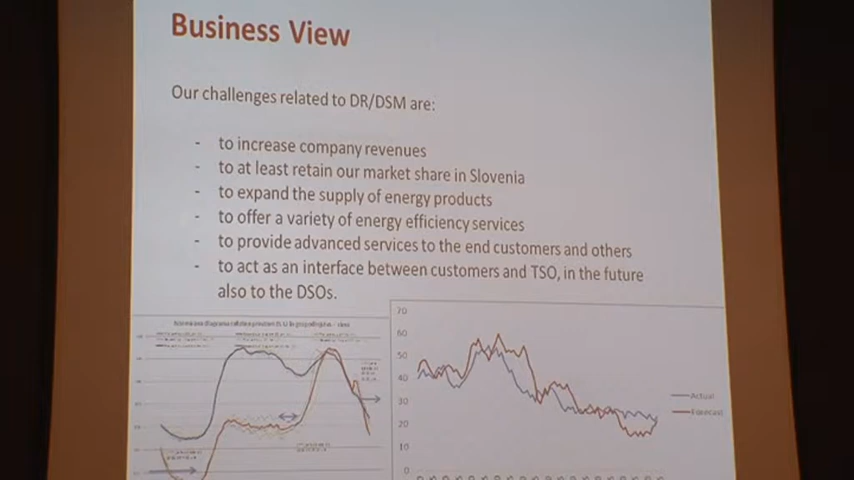 Business View
Our challenges related to DR/DSM are:
- to increase company revenues
- to at least retain our market share in Slovenia
- to expand the supply of energy products
- to offer a variety of energy efficiency services
- to provide advanced services to the end customers and others
- to act as an interface between customers and TSO, in the future
also to the DSOs.
70
60
50
40
30
20
10
0
Actual
Forecast